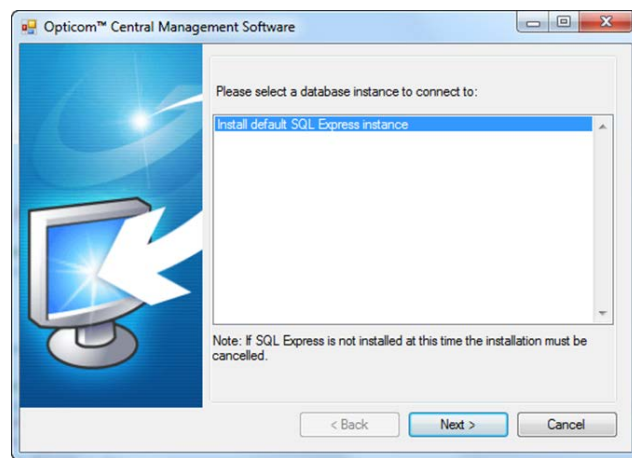 Opticom™ Central Management Software
Please select a database instance to connect to:
Install default SQL Express instance
Note: If SQL Express is not installed at this time the installation must be
cancelled.
< Back
Next >
Cancel